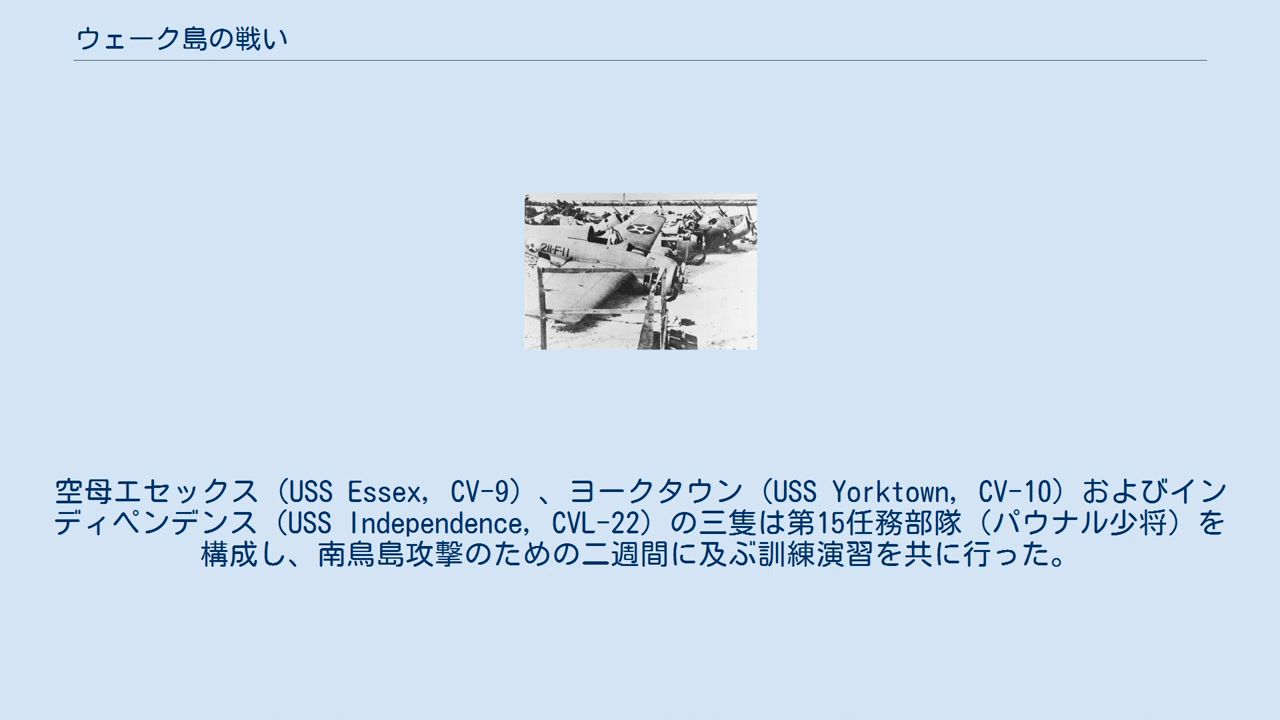 ウェーク島の戦い
211-F-11
空母エセックス（USS Essex, CV-9）、ヨークタウン（USS Yorktown, CV-10）およびイン
ディペンデンス（USS Independence, CVL-22）の三隻は第15任務部隊（パウナル少将）を
構成し、南鳥島攻撃のための二週間に及ぶ訓練演習を共に行った。